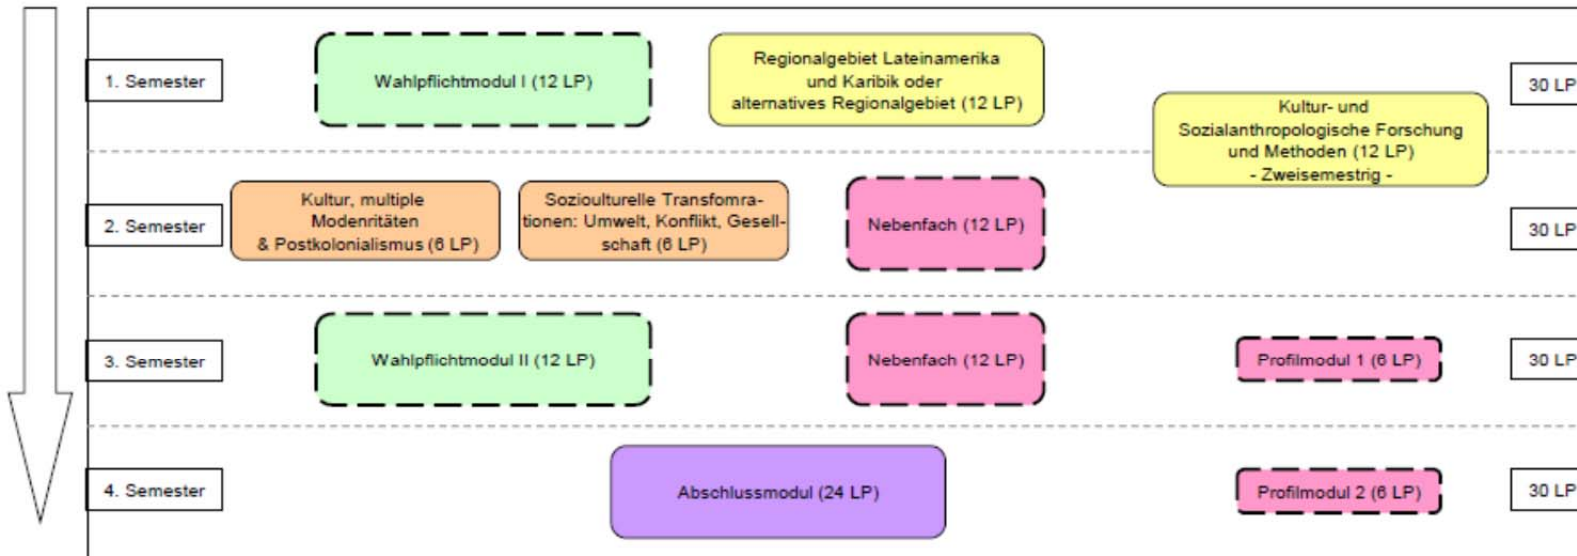 1. Semester
Wahlpflichtmodul I (12 LP)
Regionalgebiet Lateinamerika
und Karibik oder
alternatives Regionalgebiet (12 LP)
30 LP
Kultur- und
Sozialanthropologische Forschung
und Methoden (12 LP)
- Zweisemestrig -
2. Semester
Kultur, multiple
Modenritäten
& Postkolonialismus (6 LP)
Sozioculturelle Transfomra-
tionen: Umwelt, Konflikt, Gesell-
schaft (6 LP)
Nebenfach (12 LP)
30 LP
3. Semester
Wahlpflichtmodul II (12 LP)
Nebenfach (12 LP)
Profilmodul 1 (6 LP)
30 LP
4. Semester
Abschlussmodul (24 LP)
Profilmodul 2 (6 LP)
30 LP